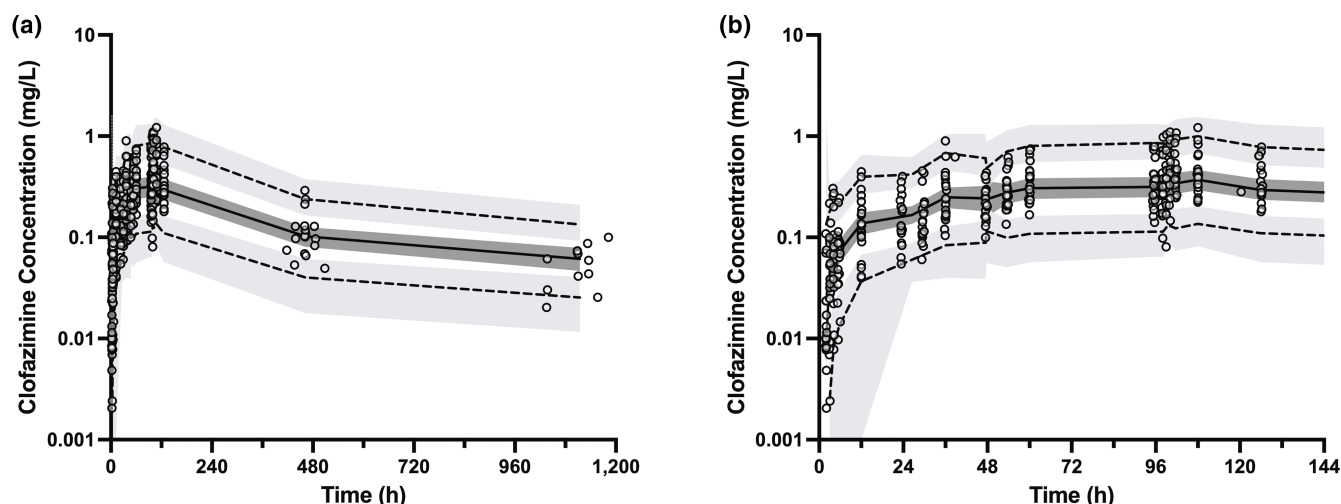 (a)
Clofazimine Concentration (mg/L)
10
1
0.1
0.01
0.001
0 240 480 720 960 1,200
Time (h)
(b)
Clofazimine Concentration (mg/L)
10
1
0.1
0.01
0.001
0 24 48 72 96 120 144
Time (h)